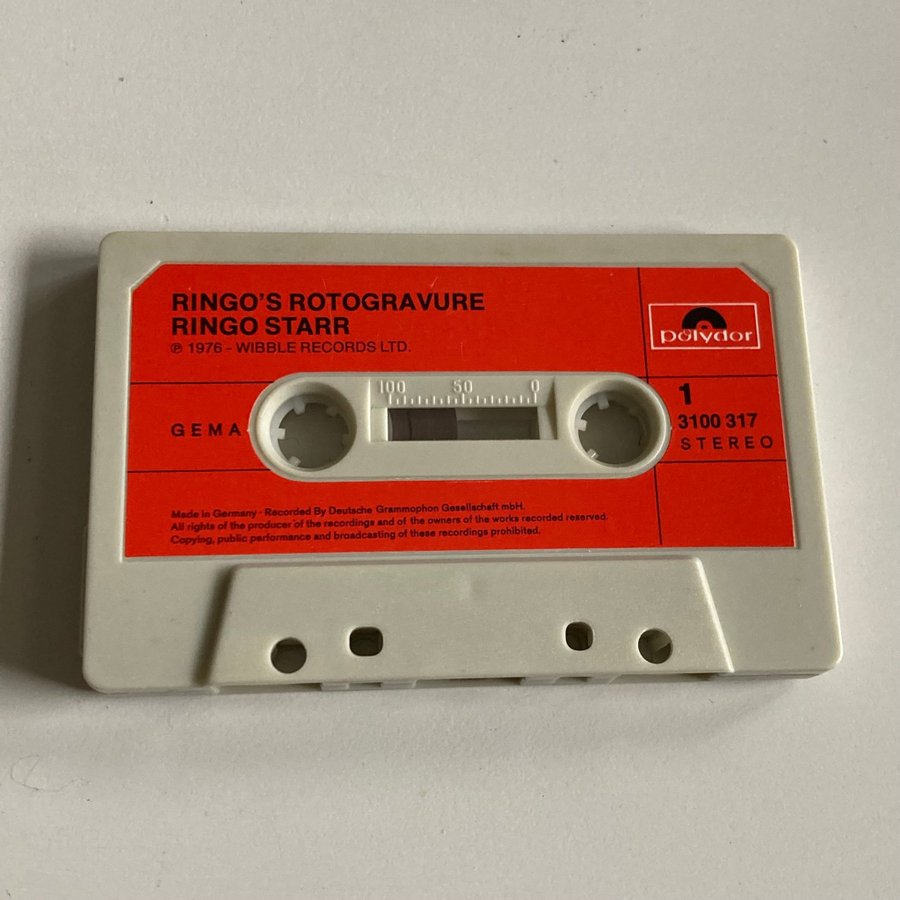 RINGO'S ROTOGRAVURE
RINGO STARR
℗ 1976 - WIBBLE RECORDS LTD.
polydor
100 50 0
1
GEMA
3100 317
STEREO
Made in Germany · Recorded By Deutsche Grammophon Gesellschaft mbH.
All rights of the producer of the recordings and of the owners of the works recorded reserved.
Copying, public performance and broadcasting of these recordings prohibited.